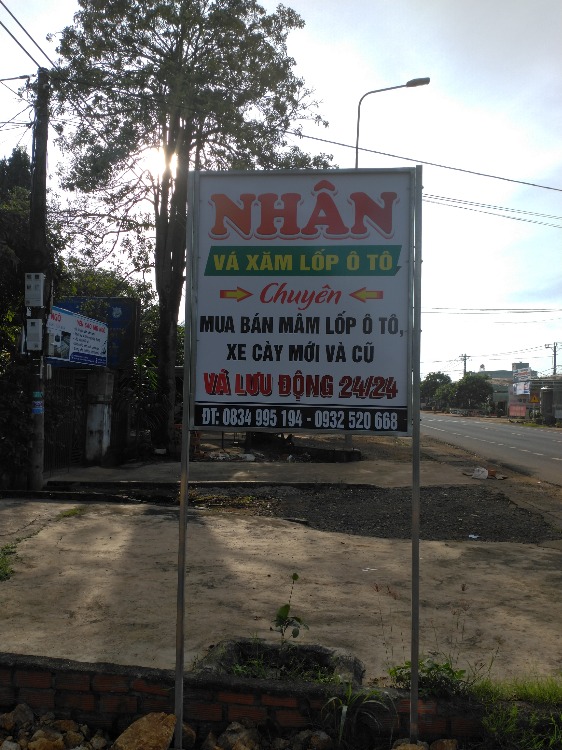 NHÂN
VÁ XĂM LỐP Ô TÔ
Chuyên
MUA BÁN MÂM LỐP Ô TÔ,
XE CÀY MỚI VÀ CŨ
VÁ LƯU ĐỘNG 24/24
ĐT: 0834 995 194 - 0932 520 668